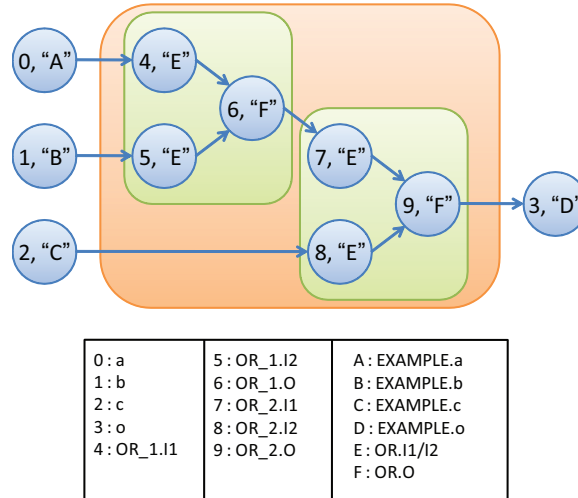 0, “A”
4, “E”
6, “F”
1, “B”
5, “E”
7, “E”
9, “F”
3, “D”
2, “C”
8, “E”
0 : a
1 : b
2 : c
3 : o
4 : OR_1.I1
5 : OR_1.I2
6 : OR_1.O
7 : OR_2.I1
8 : OR_2.I2
9 : OR_2.O
A : EXAMPLE.a
B : EXAMPLE.b
C : EXAMPLE.c
D : EXAMPLE.o
E : OR.I1/I2
F : OR.O